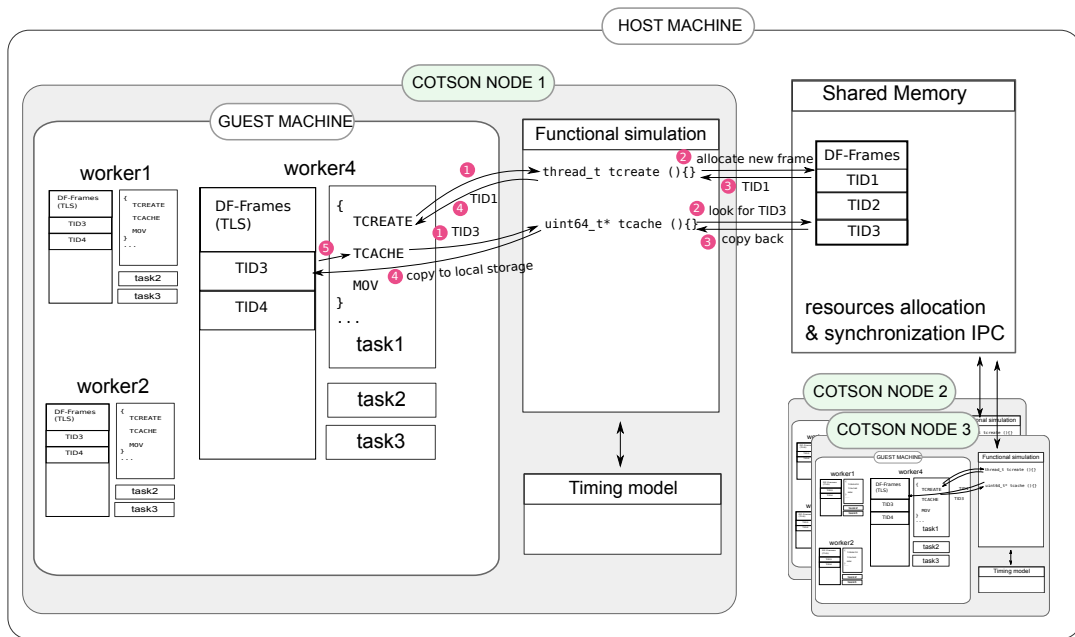 HOST MACHINE
COTSON NODE 1
GUEST MACHINE
worker1
DF-Frames
(TLS)
TID3
TID4
{
TCREATE
TCACHE
MOV
}
...
task2
task3
worker2
DF-Frames
(TLS)
TID3
TID4
{
TCREATE
TCACHE
MOV
}
...
task2
task3
worker4
DF-Frames
(TLS)
TID3
TID4
{
TCREATE
TCACHE
MOV
}
...
task1
task2
task3
1
TID1
4
1 TID3
5
4 copy to local storage
Functional simulation
thread_t tcreate (){}
uint64_t* tcache (){}
Timing model
2 allocate new frame
3 TID1
2 look for TID3
3 copy back
Shared Memory
DF-Frames
TID1
TID2
TID3
resources allocation
& synchronization IPC
COTSON NODE 2
COTSON NODE 3
GUEST MACHINE
worker1
worker2
worker4
DF-Frames
(TLS)
TID3
TID4
{
TCREATE
TCACHE
MOV
}
...
task1
task2
task3
TID3
Functional simulation
thread_t tcreate (){}
uint64_t* tcache (){}
Timing model